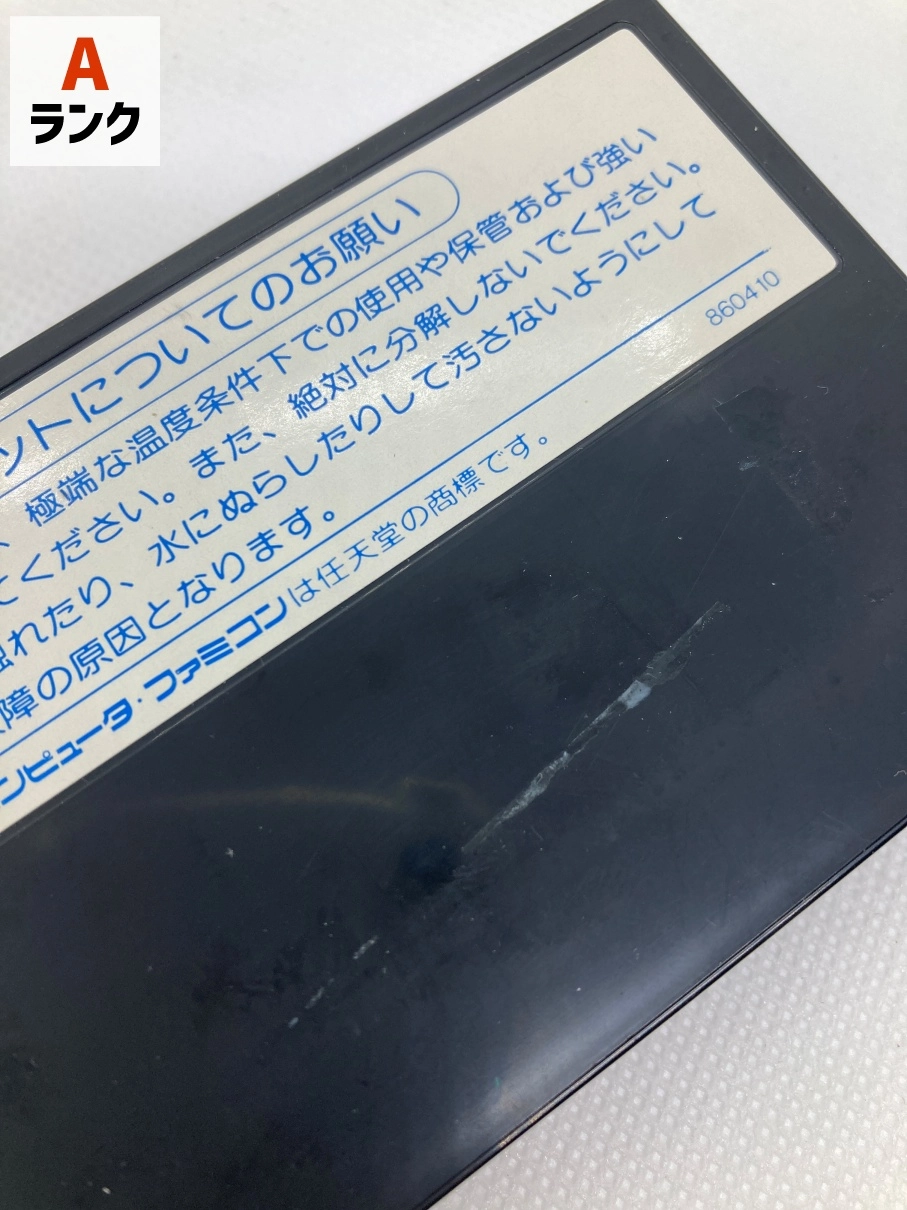 A
ランク
ットについてのお願い
極端な温度条件下での使用や保管および強い
てください。また、絶対に分解しないでください。
触れたり、水にぬらしたりして汚さないようにして
障の原因となります。
860410
ンピュータ・ファミコンは任天堂の商標です。